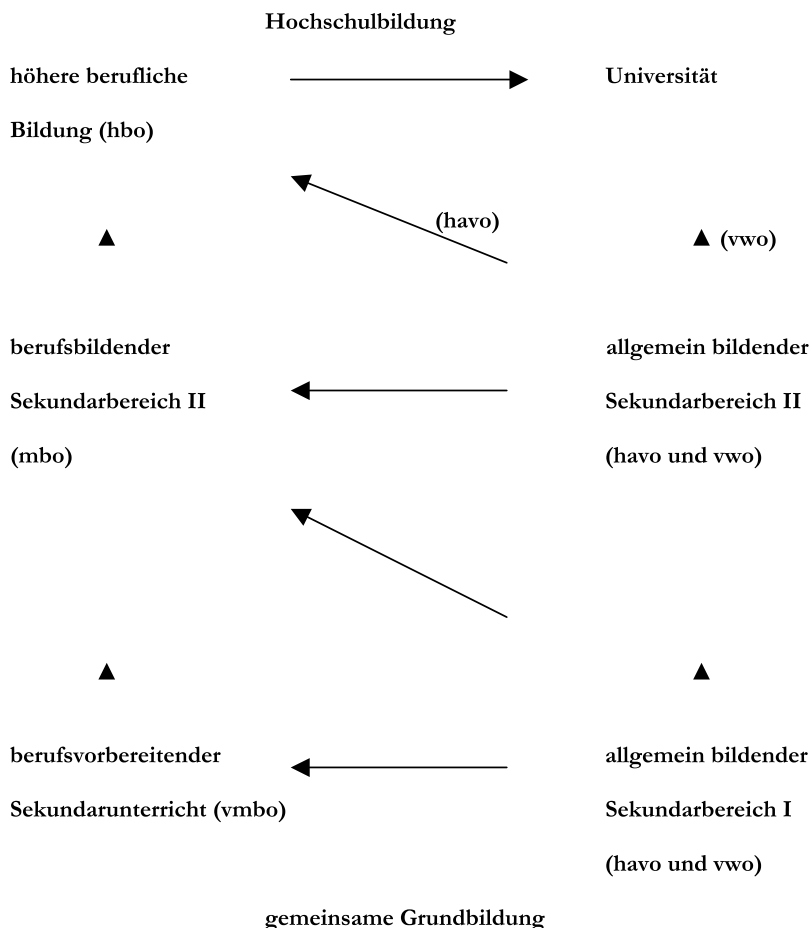 Hochschulbildung
höhere berufliche
Bildung (hbo)
Universität
(havo)
(vwo)
berufsbildender
Sekundarbereich II
(mbo)
allgemein bildender
Sekundarbereich II
(havo und vwo)
berufsvorbereitender
Sekundarunterricht (vmbo)
allgemein bildender
Sekundarbereich I
(havo und vwo)
gemeinsame Grundbildung